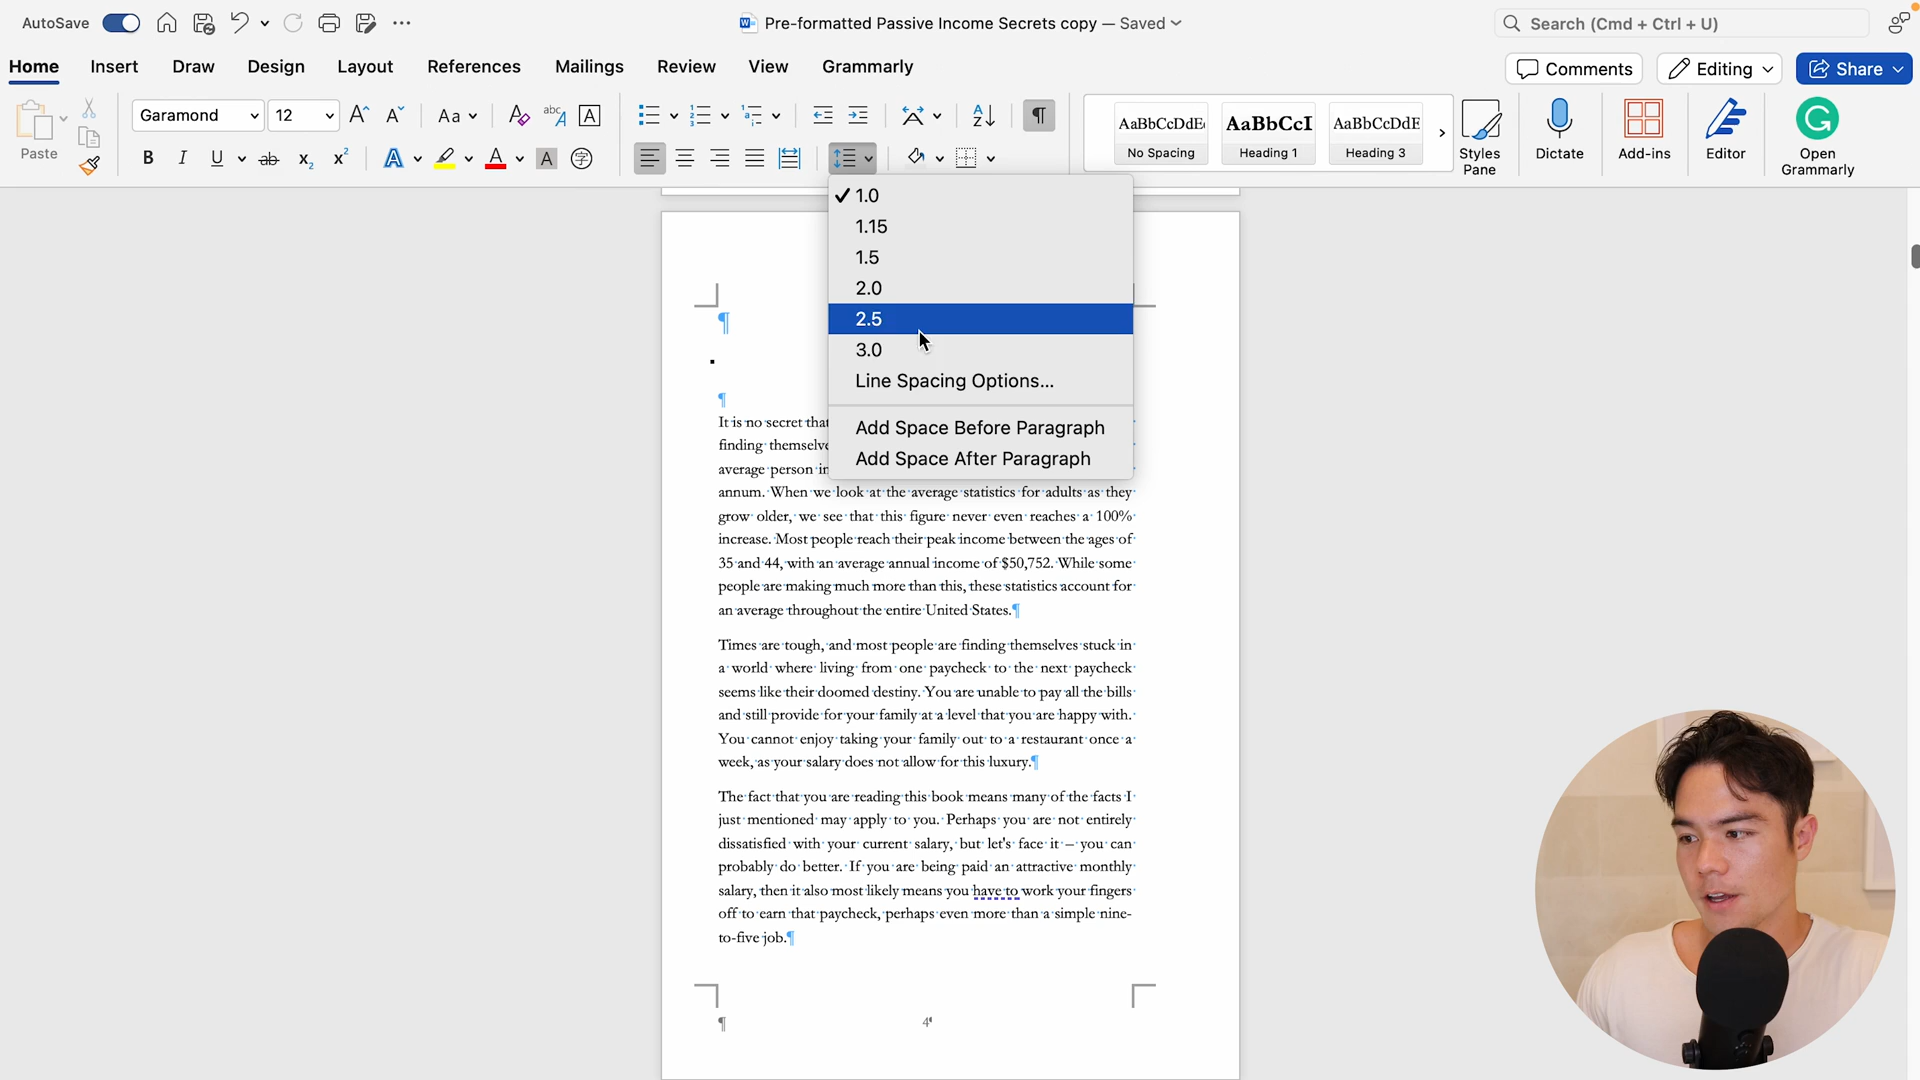 AutoSave
Pre-formatted Passive Income Secrets copy — Saved
Search (Cmd + Ctrl + U)
Home Insert Draw Design Layout References Mailings Review View Grammarly
Comments Editing Share
Paste
Garamond 12
AaBbCcDdE
No Spacing
AaBbCcI
Heading 1
AaBbCcDdE
Heading 3
Styles Pane
Dictate
Add-ins
Editor
Open Grammarly
✓ 1.0
1.15
1.5
2.0
2.5
3.0
Line Spacing Options...
Add Space Before Paragraph
Add Space After Paragraph
¶
¶
It is no secret that
finding themselve
average person in
annum. When we look at the average statistics for adults as they
grow older, we see that this figure never even reaches a 100%
increase. Most people reach their peak income between the ages of
35 and 44, with an average annual income of $50,752. While some
people are making much more than this, these statistics account for
an average throughout the entire United States.¶
Times are tough, and most people are finding themselves stuck in
a world where living from one paycheck to the next paycheck
seems like their doomed destiny. You are unable to pay all the bills
and still provide for your family at a level that you are happy with.
You cannot enjoy taking your family out to a restaurant once a
week, as your salary does not allow for this luxury.¶
The fact that you are reading this book means many of the facts I
just mentioned may apply to you. Perhaps you are not entirely
dissatisfied with your current salary, but let's face it – you can
probably do better. If you are being paid an attractive monthly
salary, then it also most likely means you have to work your fingers
off to earn that paycheck, perhaps even more than a simple nine-
to-five job.¶
¶ 4¶